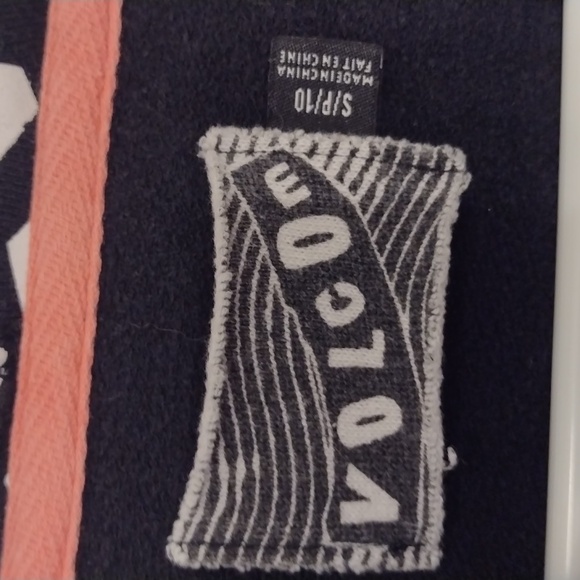 S/P/10
MADE IN CHINA
FAIT EN CHINE
VOLCOM